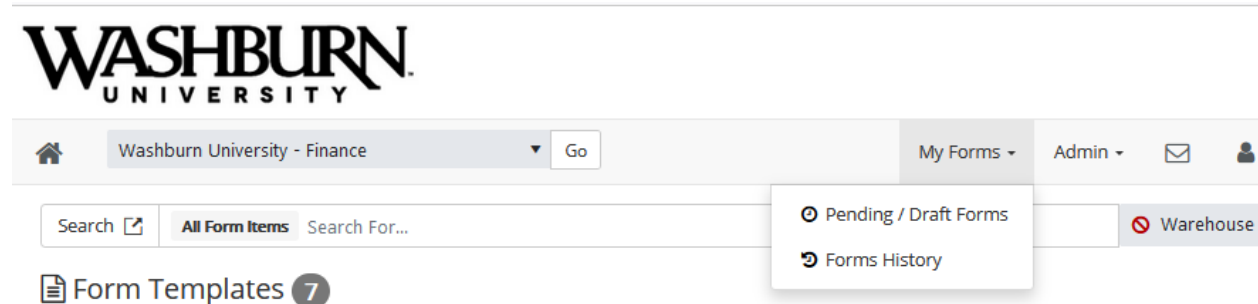 WASHBURN
UNIVERSITY
Washburn University - Finance Go My Forms Admin
Pending / Draft Forms
Forms History
Search All Form Items Search For... Warehouse
Form Templates 7